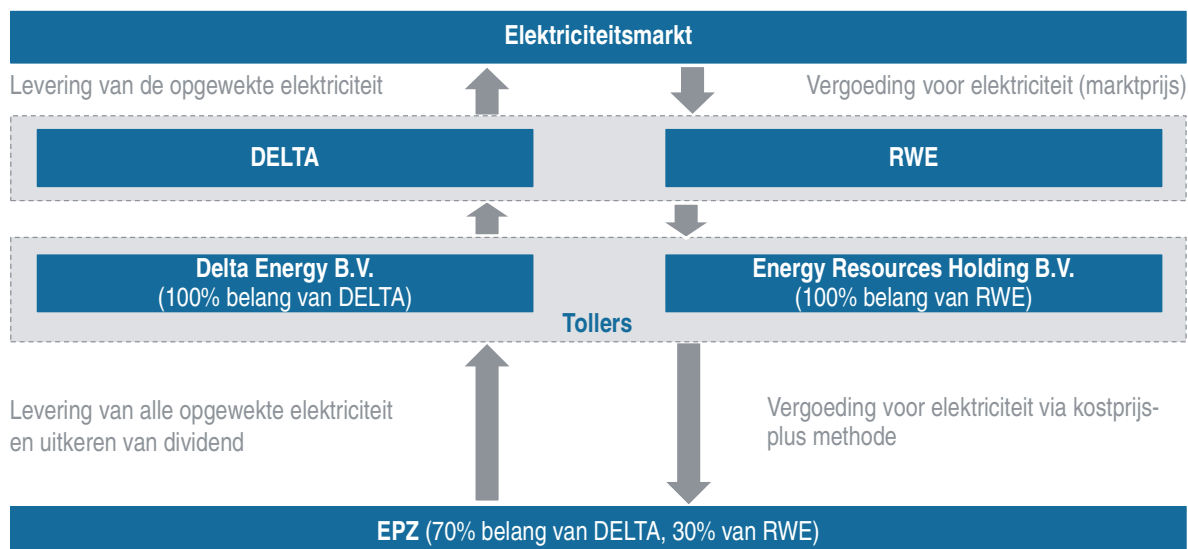 Elektriciteitsmarkt
Levering van de opgewekte elektriciteit
Vergoeding voor elektriciteit (marktprijs)
DELTA
RWE
Delta Energy B.V.
(100% belang van DELTA)
Energy Resources Holding B.V.
(100% belang van RWE)
Tollers
Levering van alle opgewekte elektriciteit
en uitkeren van dividend
Vergoeding voor elektriciteit via kostprijs-
plus methode
EPZ (70% belang van DELTA, 30% van RWE)